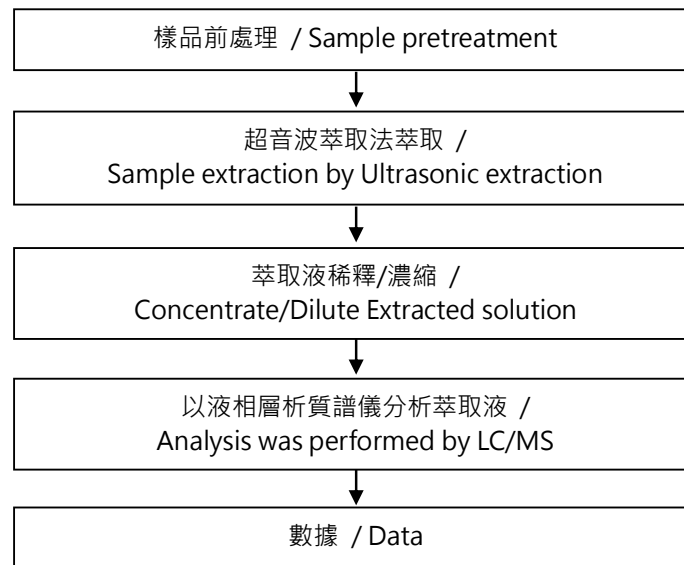 樣品前處理 / Sample pretreatment
超音波萃取法萃取 /
Sample extraction by Ultrasonic extraction
萃取液稀釋/濃縮 /
Concentrate/Dilute Extracted solution
以液相層析質譜儀分析萃取液 /
Analysis was performed by LC/MS
數據 / Data